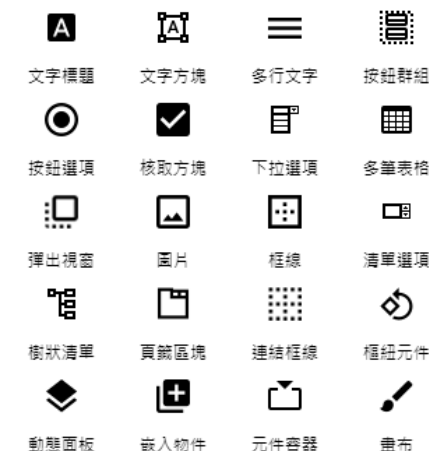 文字標題 文字方塊 多行文字 按鈕群組
按鈕選項 核取方塊 下拉選項 多筆表格
彈出視窗 圖片 框線 清單選項
樹狀清單 頁籤區塊 連結框線 樞紐元件
動態面板 嵌入物件 元件容器 畫布